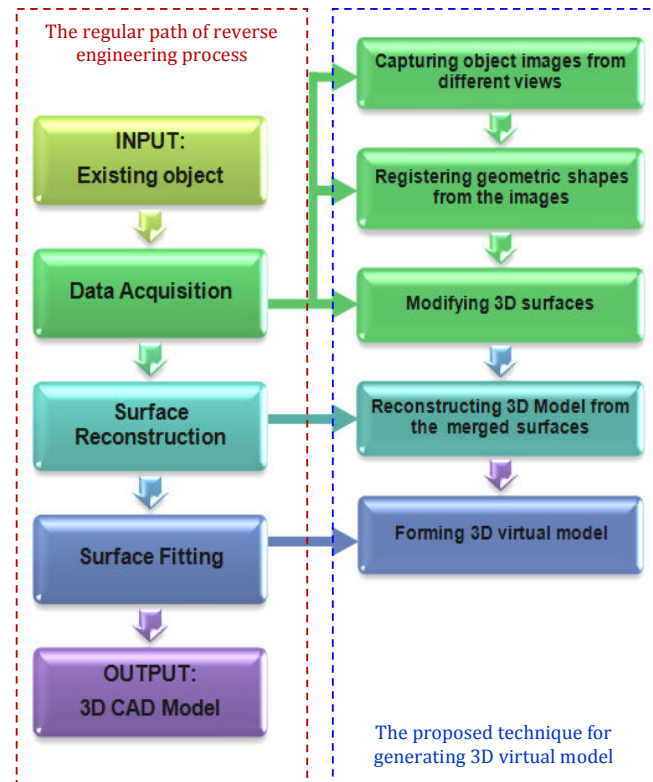 The regular path of reverse
engineering process
INPUT:
Existing object
Data Acquisition
Surface
Reconstruction
Surface Fitting
OUTPUT:
3D CAD Model
Capturing object images from
different views
Registering geometric shapes
from the images
Modifying 3D surfaces
Reconstructing 3D Model from
the merged surfaces
Forming 3D virtual model
The proposed technique for
generating 3D virtual model